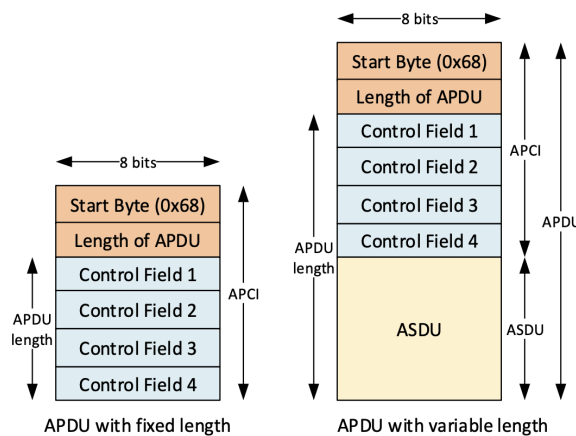 8 bits
Start Byte (0x68)
Length of APDU
Control Field 1
Control Field 2
Control Field 3
Control Field 4
APDU
length
APCI
APDU with fixed length
8 bits
Start Byte (0x68)
Length of APDU
Control Field 1
Control Field 2
Control Field 3
Control Field 4
ASDU
APDU
length
APCI
ASDU
APDU
APDU with variable length